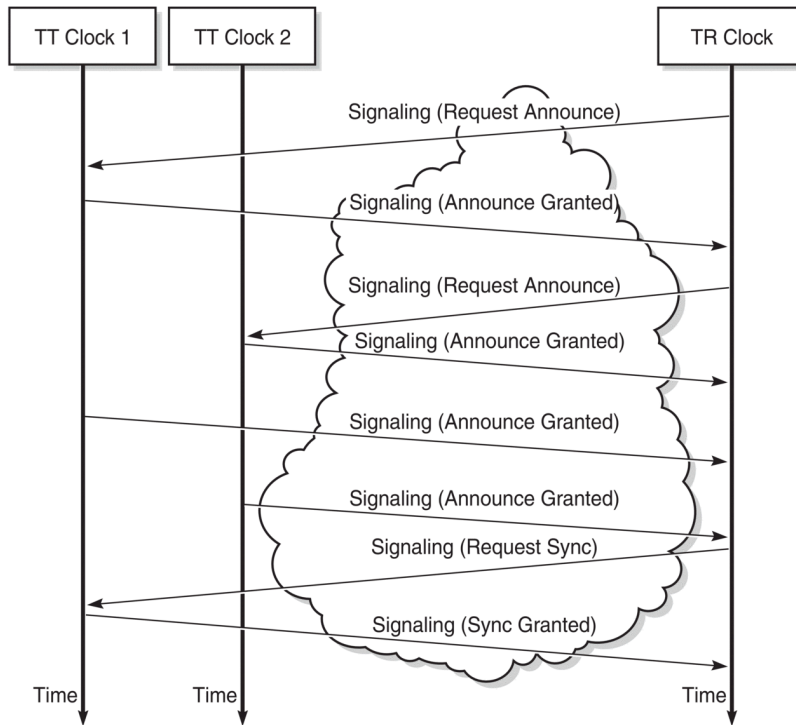 TT Clock 1
TT Clock 2
TR Clock
Signaling (Request Announce)
Signaling (Announce Granted)
Signaling (Request Announce)
Signaling (Announce Granted)
Signaling (Announce Granted)
Signaling (Announce Granted)
Signaling (Request Sync)
Signaling (Sync Granted)
Time
Time
Time